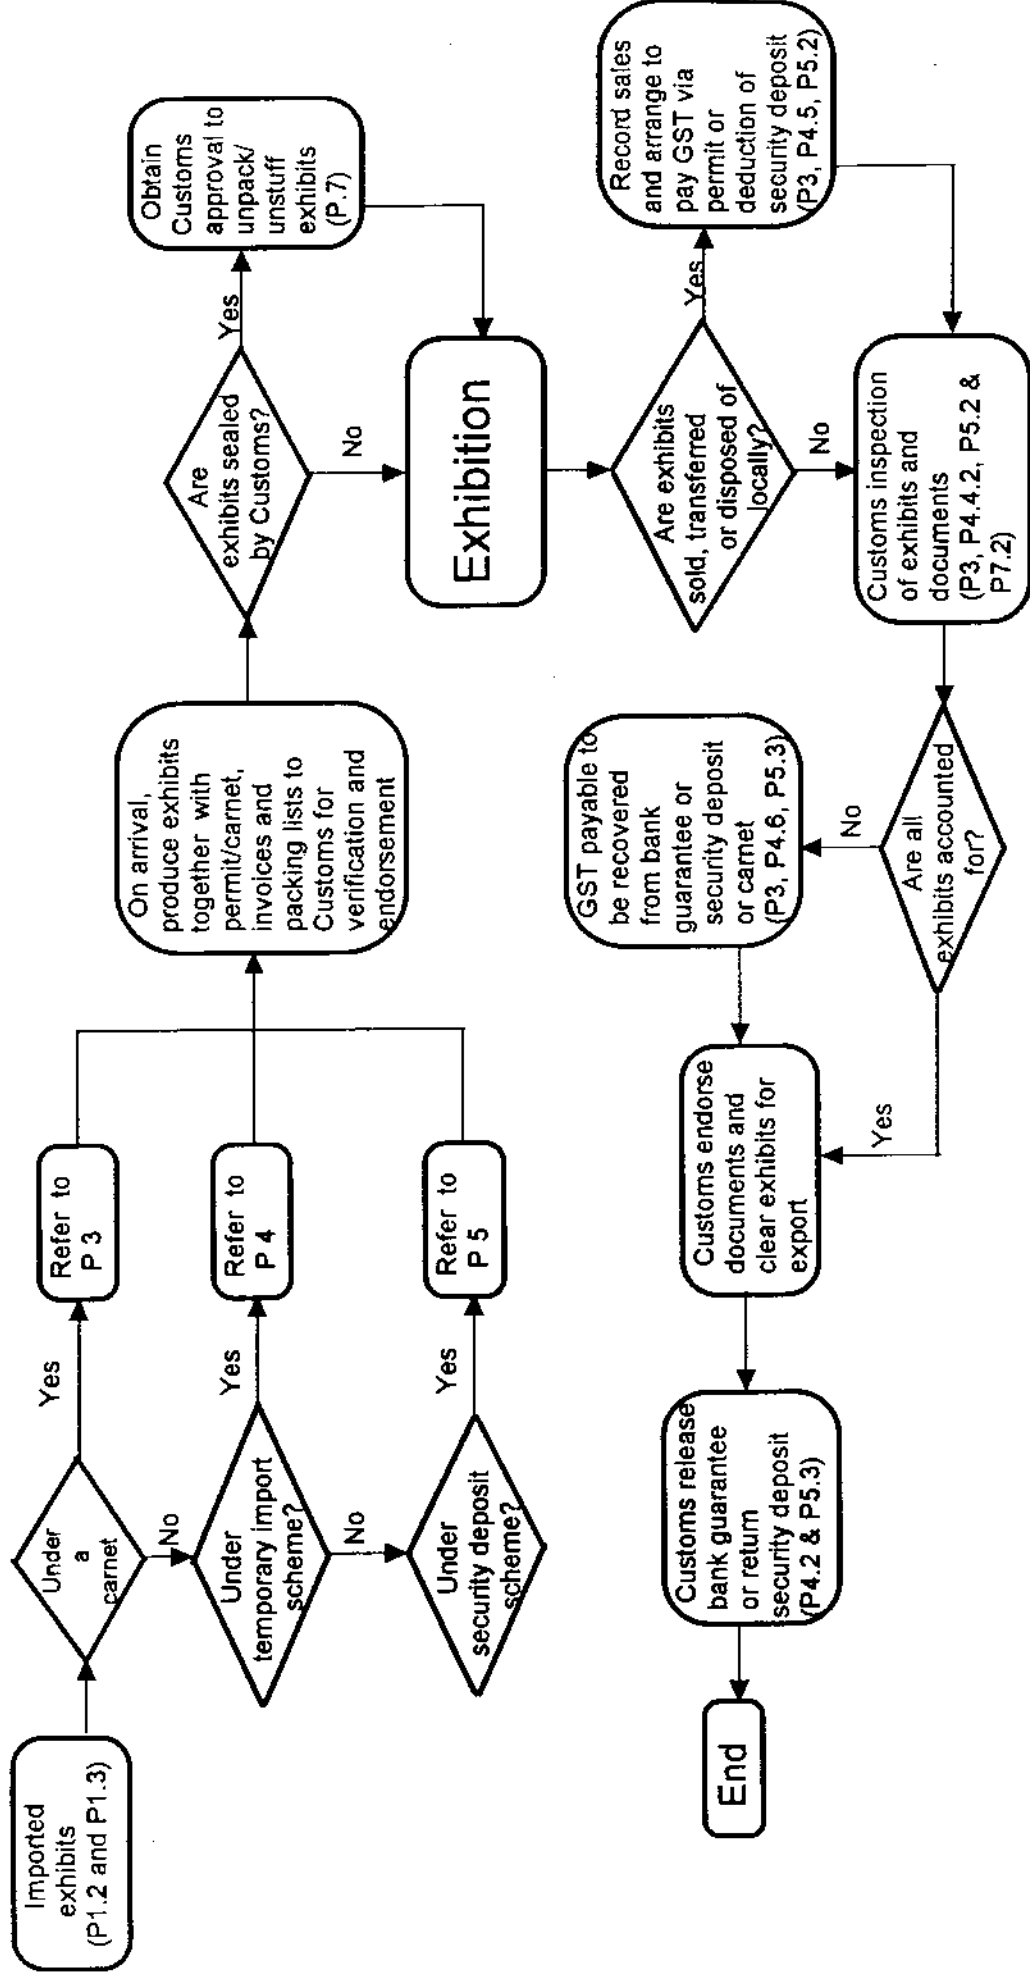 Imported
exhibits
(P1.2 and P1.3)
Under
a
carnet
Yes
Refer to
P 3
No
Under
temporary import
scheme?
Yes
Refer to
P 4
No
Under
security deposit
scheme?
Yes
Refer to
P 5
On arrival,
produce exhibits
together with
permit/carnet,
invoices and
packing lists to
Customs for
verification and
endorsement
Are
exhibits sealed
by Customs?
Yes
Obtain
Customs
approval to
unpack/
unstuff
exhibits
(P.7)
No
Exhibition
Are exhibits
sold, transferred
or disposed of
locally?
Yes
Record sales
and arrange to
pay GST via
permit or
deduction of
security deposit
(P3, P4.5, P5.2)
No
Customs inspection
of exhibits and
documents
(P3, P4.4.2, P5.2 &
P7.2)
Are all
exhibits accounted
for?
No
GST payable to
be recovered
from bank
guarantee or
security deposit
or carnet
(P3, P4.6, P5.3)
Yes
Customs endorse
documents and
clear exhibits for
export
Customs release
bank guarantee
or return
security deposit
(P4.2 & P5.3)
End